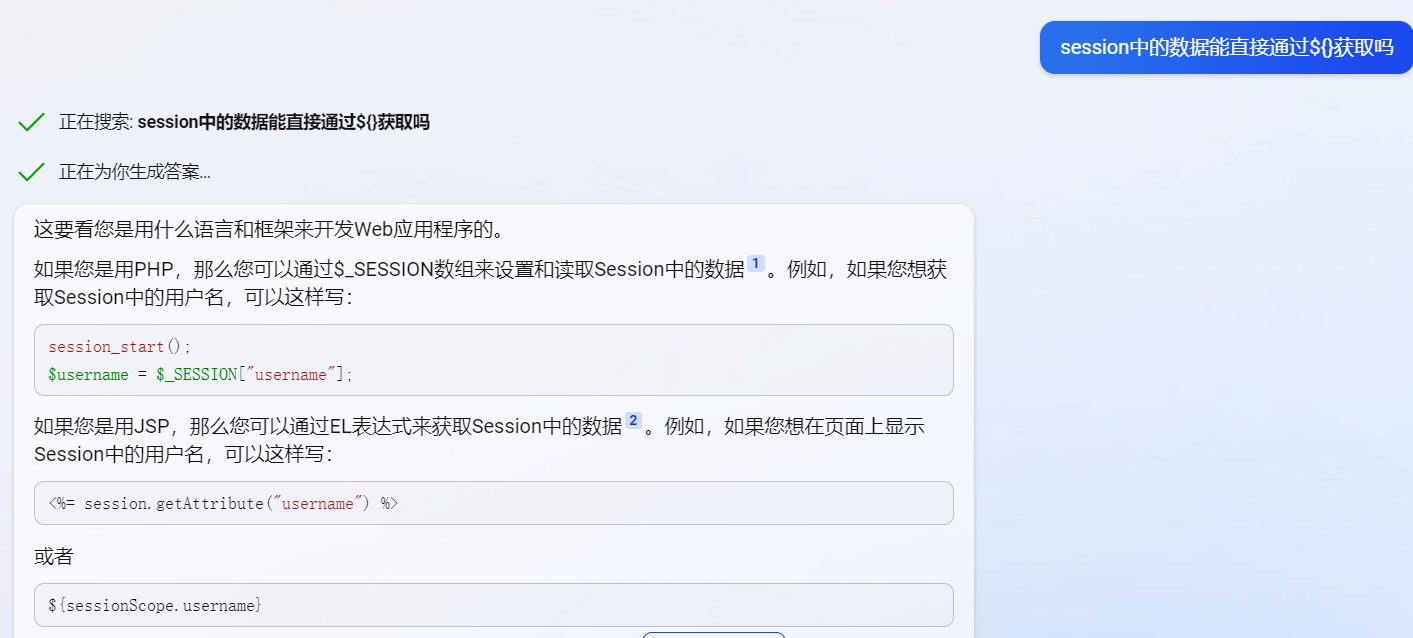 session中的数据能直接通过${}获取吗
正在搜索: session中的数据能直接通过${}获取吗
正在为你生成答案...
这要看您是用什么语言和框架来开发Web应用程序的。
如果您是用PHP，那么您可以通过$_SESSION数组来设置和读取Session中的数据1。例如，如果您想获
取Session中的用户名，可以这样写：
session_start();
$username = $_SESSION["username"];
如果您是用JSP，那么您可以通过EL表达式来获取Session中的数据2。例如，如果您想在页面上显示
Session中的用户名，可以这样写：
<%= session.getAttribute("username") %>
或者
${sessionScope.username}